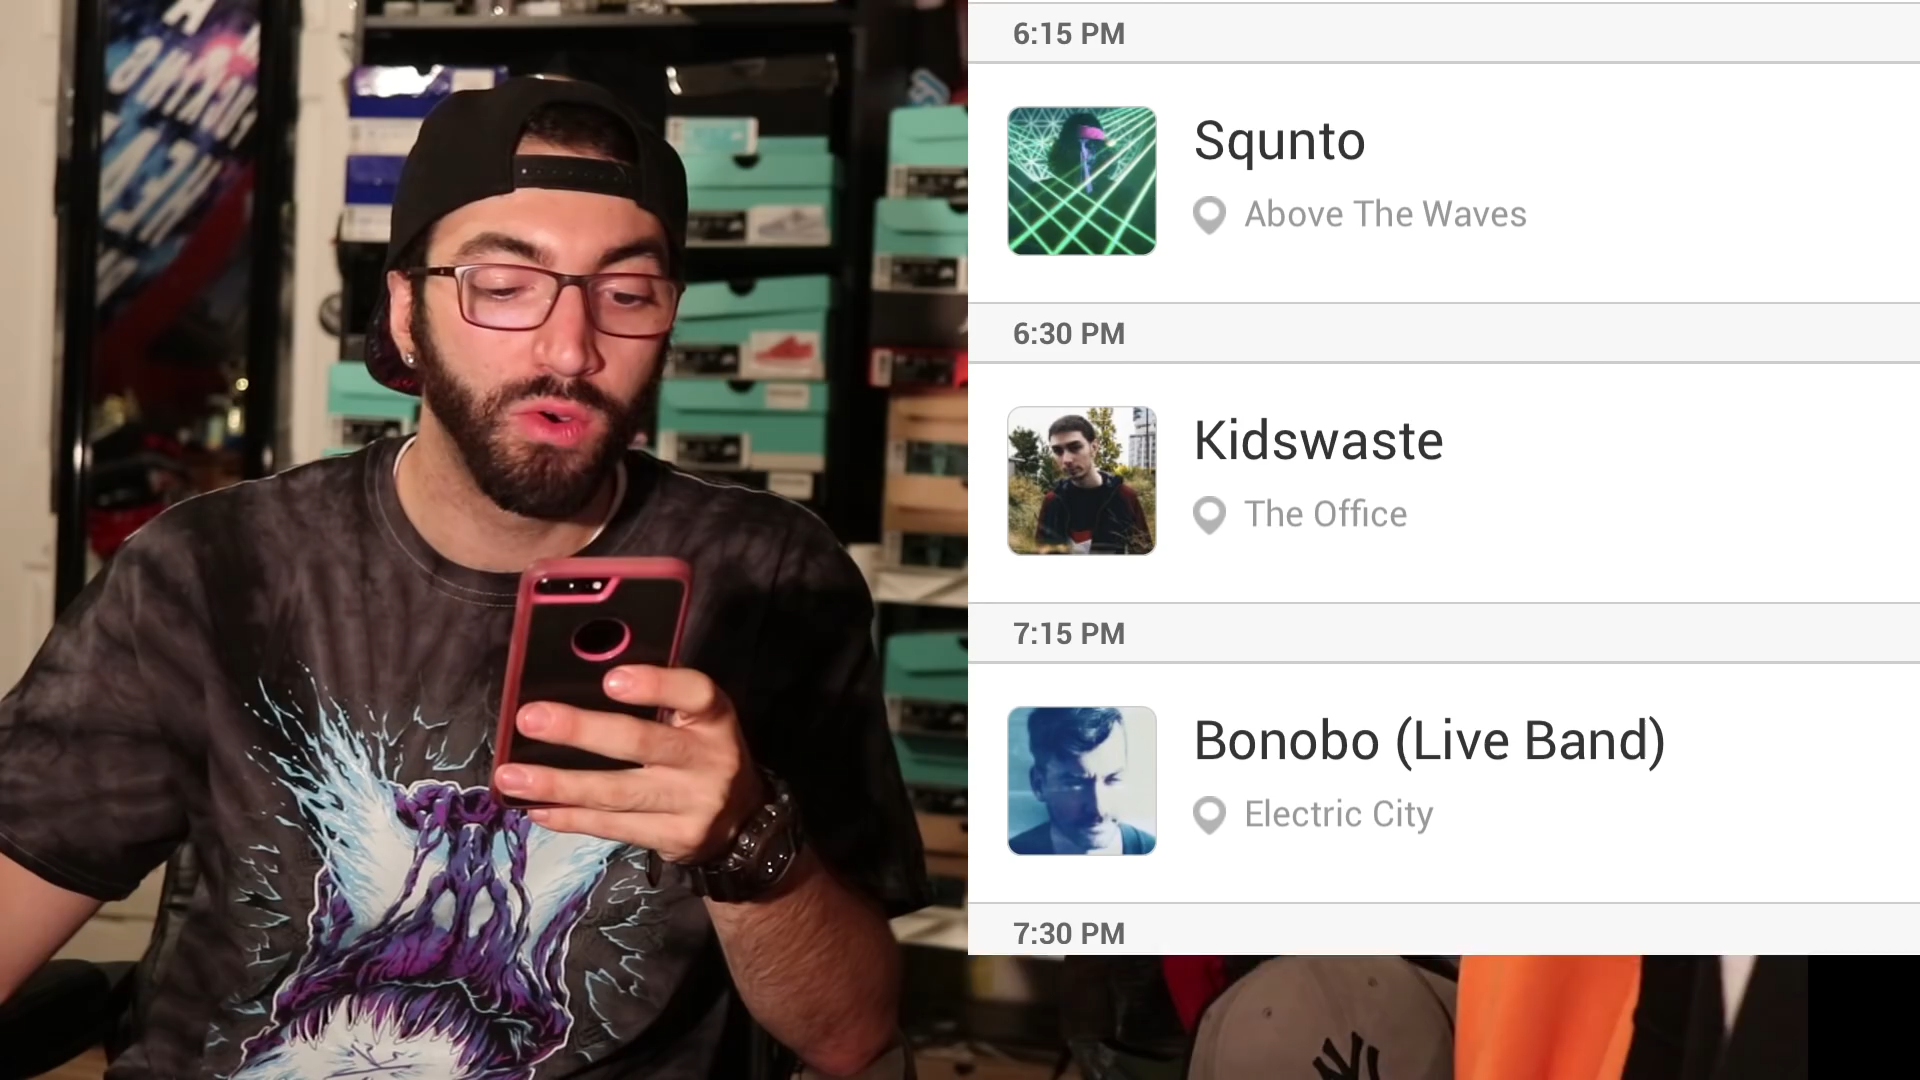 6:15 PM
Squnto
Above The Waves
6:30 PM
Kidswaste
The Office
7:15 PM
Bonobo (Live Band)
Electric City
7:30 PM
NY